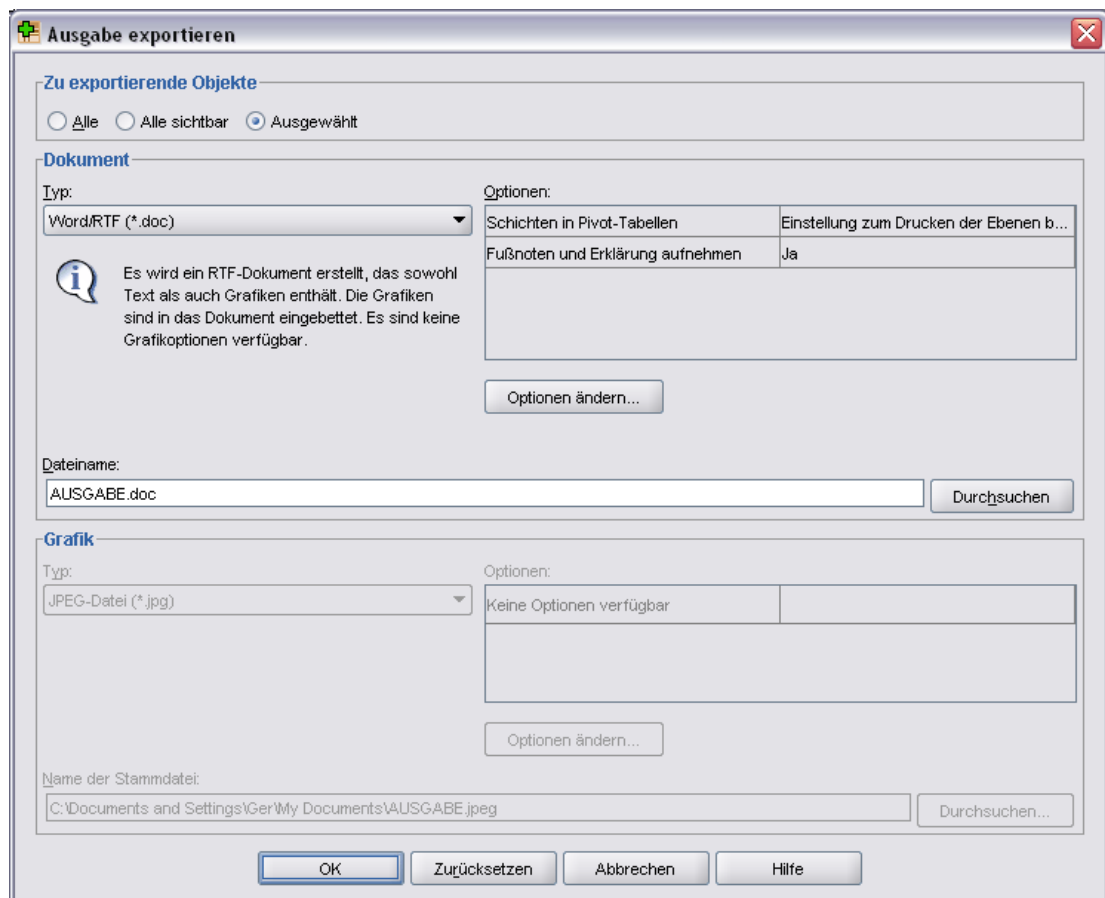 Ausgabe exportieren
Zu exportierende Objekte
Alle Alle sichtbar Ausgewählt
Dokument
Typ:
Word/RTF (*.doc)
Es wird ein RTF-Dokument erstellt, das sowohl
Text als auch Grafiken enthält. Die Grafiken
sind in das Dokument eingebettet. Es sind keine
Grafikoptionen verfügbar.
Optionen:
Schichten in Pivot-Tabellen Einstellung zum Drucken der Ebenen b...
Fußnoten und Erklärung aufnehmen Ja
Optionen ändern...
Dateiname:
AUSGABE.doc Durchsuchen
Grafik
Typ:
JPEG-Datei (*.jpg)
Optionen:
Keine Optionen verfügbar
Optionen ändern...
Name der Stammdatei:
C:\Documents and Settings\Ger\My Documents\AUSGABE.jpeg Durchsuchen...
OK Zurücksetzen Abbrechen Hilfe